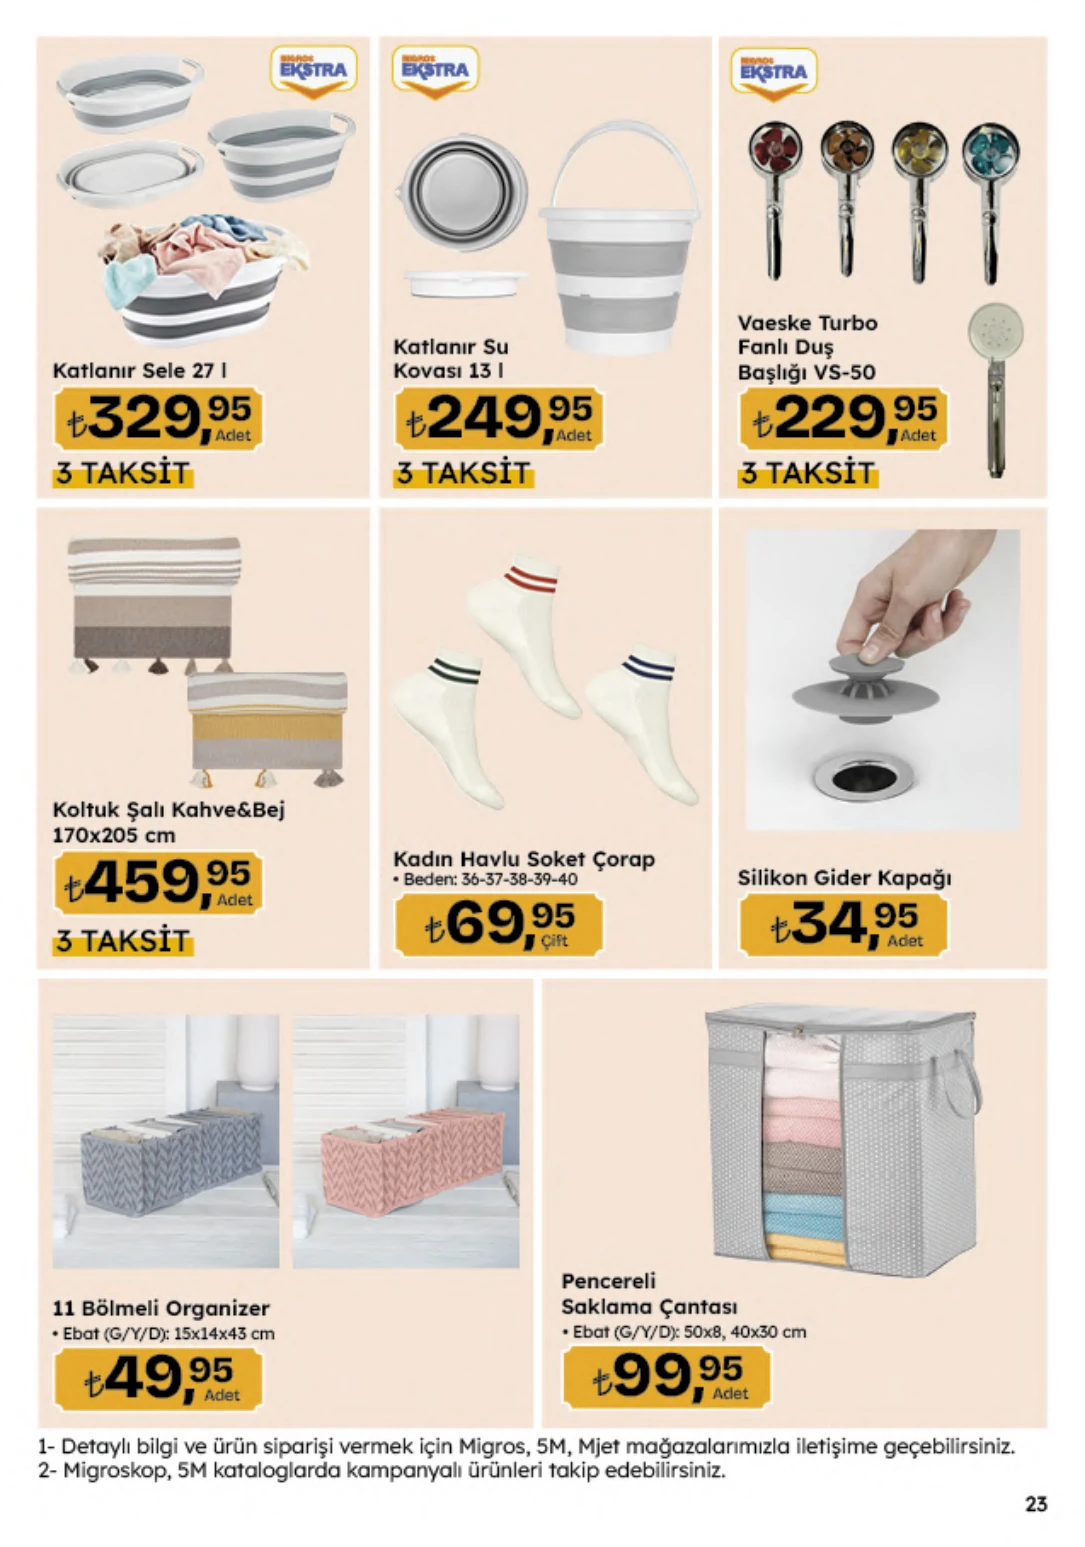 MIGROS
EKSTRA
MIGROS
EKSTRA
MIGROS
EKSTRA
Katlanır Sele 27 l
₺329,95
Adet
3 TAKSİT
Katlanır Su
Kovası 13 l
₺249,95
Adet
3 TAKSİT
Vaeske Turbo
Fanlı Duş
Başlığı VS-50
₺229,95
Adet
3 TAKSİT
Koltuk Şalı Kahve&Bej
170x205 cm
₺459,95
Adet
3 TAKSİT
Kadın Havlu Soket Çorap
• Beden: 36-37-38-39-40
₺69,95
Çift
Silikon Gider Kapağı
₺34,95
Adet
11 Bölmeli Organizer
• Ebat (G/Y/D): 15x14x43 cm
₺49,95
Adet
Pencereli
Saklama Çantası
• Ebat (G/Y/D): 50x8, 40x30 cm
₺99,95
Adet
1- Detaylı bilgi ve ürün siparişi vermek için Migros, 5M, Mjet mağazalarımızla iletişime geçebilirsiniz.
2- Migroskop, 5M kataloglarda kampanyalı ürünleri takip edebilirsiniz.
23